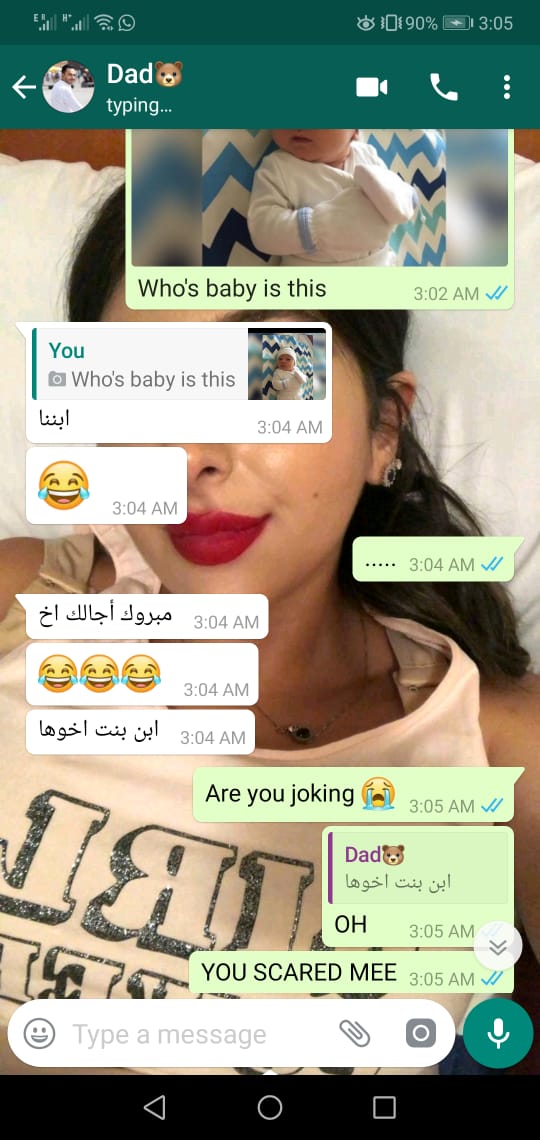 E R
H+
90%
3:05
Dad🐻
typing...
Who's baby is this
3:02 AM
You
Who's baby is this
ابننا
3:04 AM
😂
3:04 AM
.....
3:04 AM
مبروك أجالك اخ
3:04 AM
😂😂😂
3:04 AM
ابن بنت اخوها
3:04 AM
Are you joking 😭
3:05 AM
Dad🐻
ابن بنت اخوها
OH
3:05 AM
YOU SCARED MEE
3:05 AM
Type a message